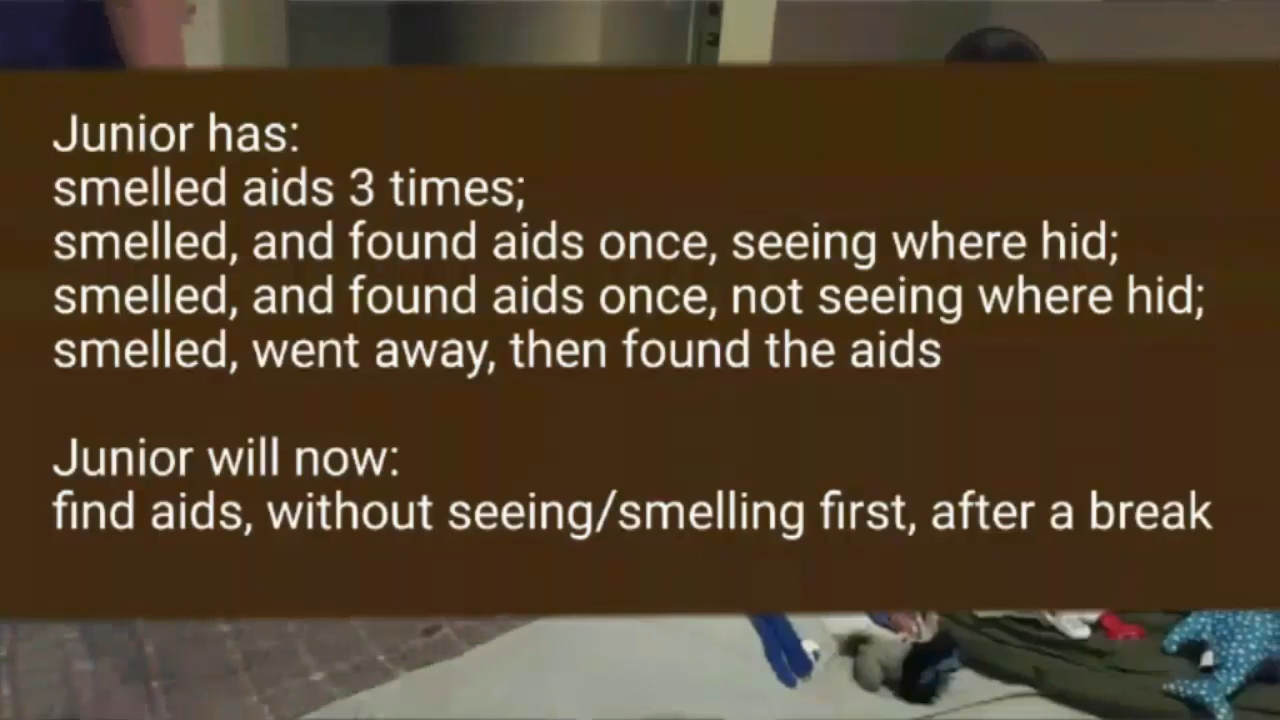 Junior has:
smelled aids 3 times;
smelled, and found aids once, seeing where hid;
smelled, and found aids once, not seeing where hid;
smelled, went away, then found the aids
Junior will now:
find aids, without seeing/smelling first, after a break